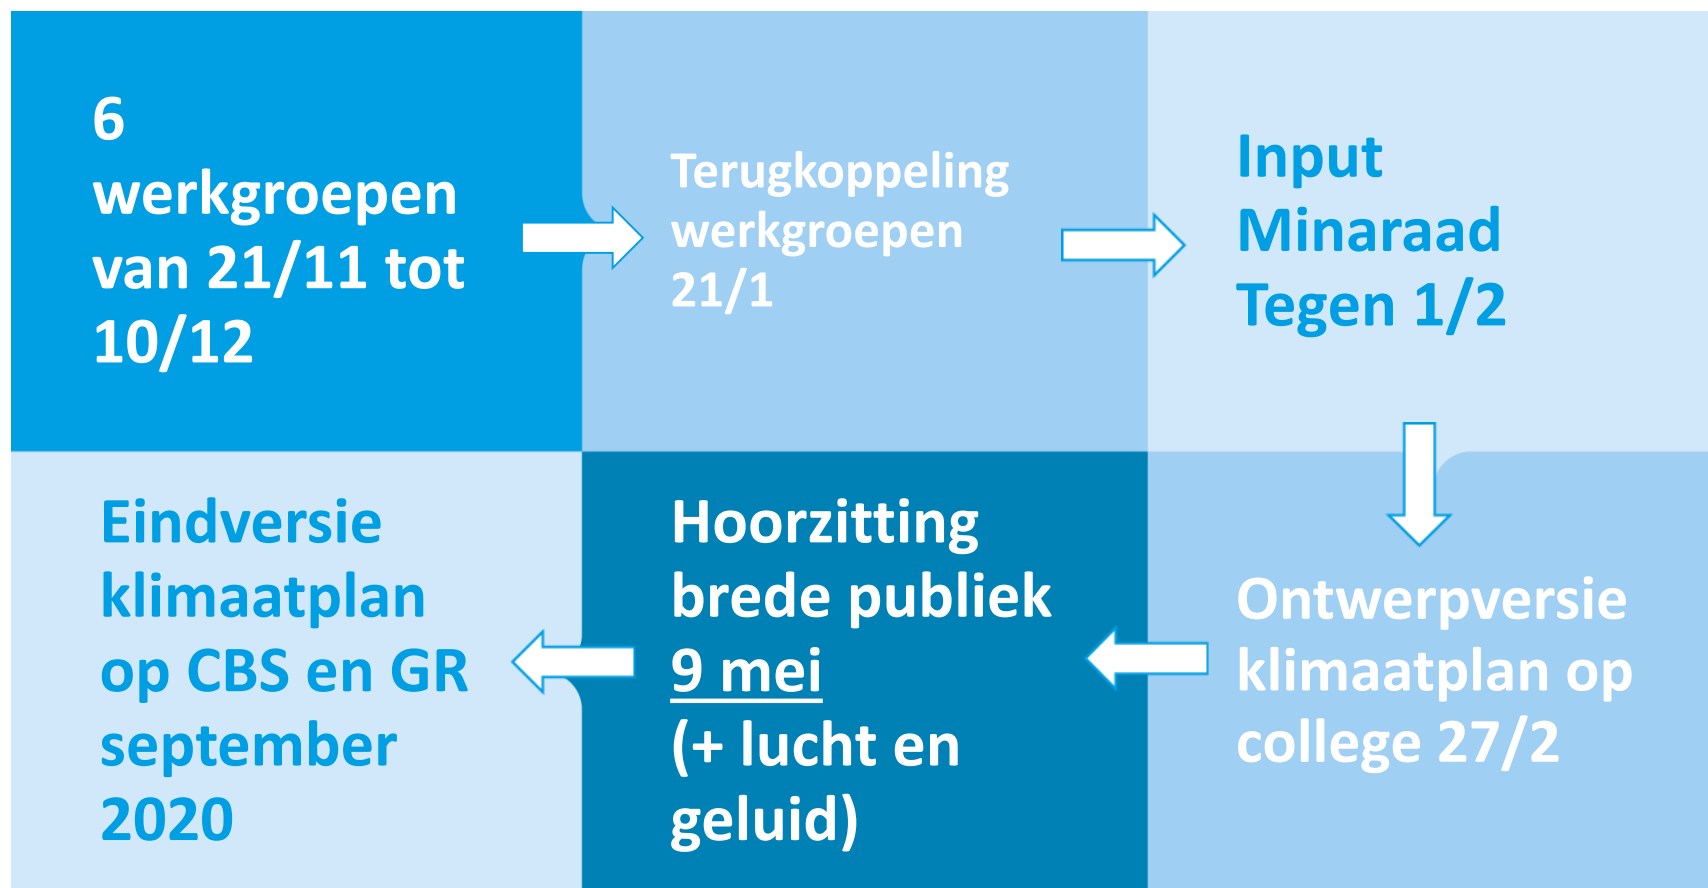 6
werkgroepen
van 21/11 tot
10/12
Terugkoppeling
werkgroepen
21/1
Input
Minaraad
Tegen 1/2
Ontwerpversie
klimaatplan op
college 27/2
Hoorzitting
brede publiek
9 mei
(+ lucht en
geluid)
Eindversie
klimaatplan
op CBS en GR
september
2020